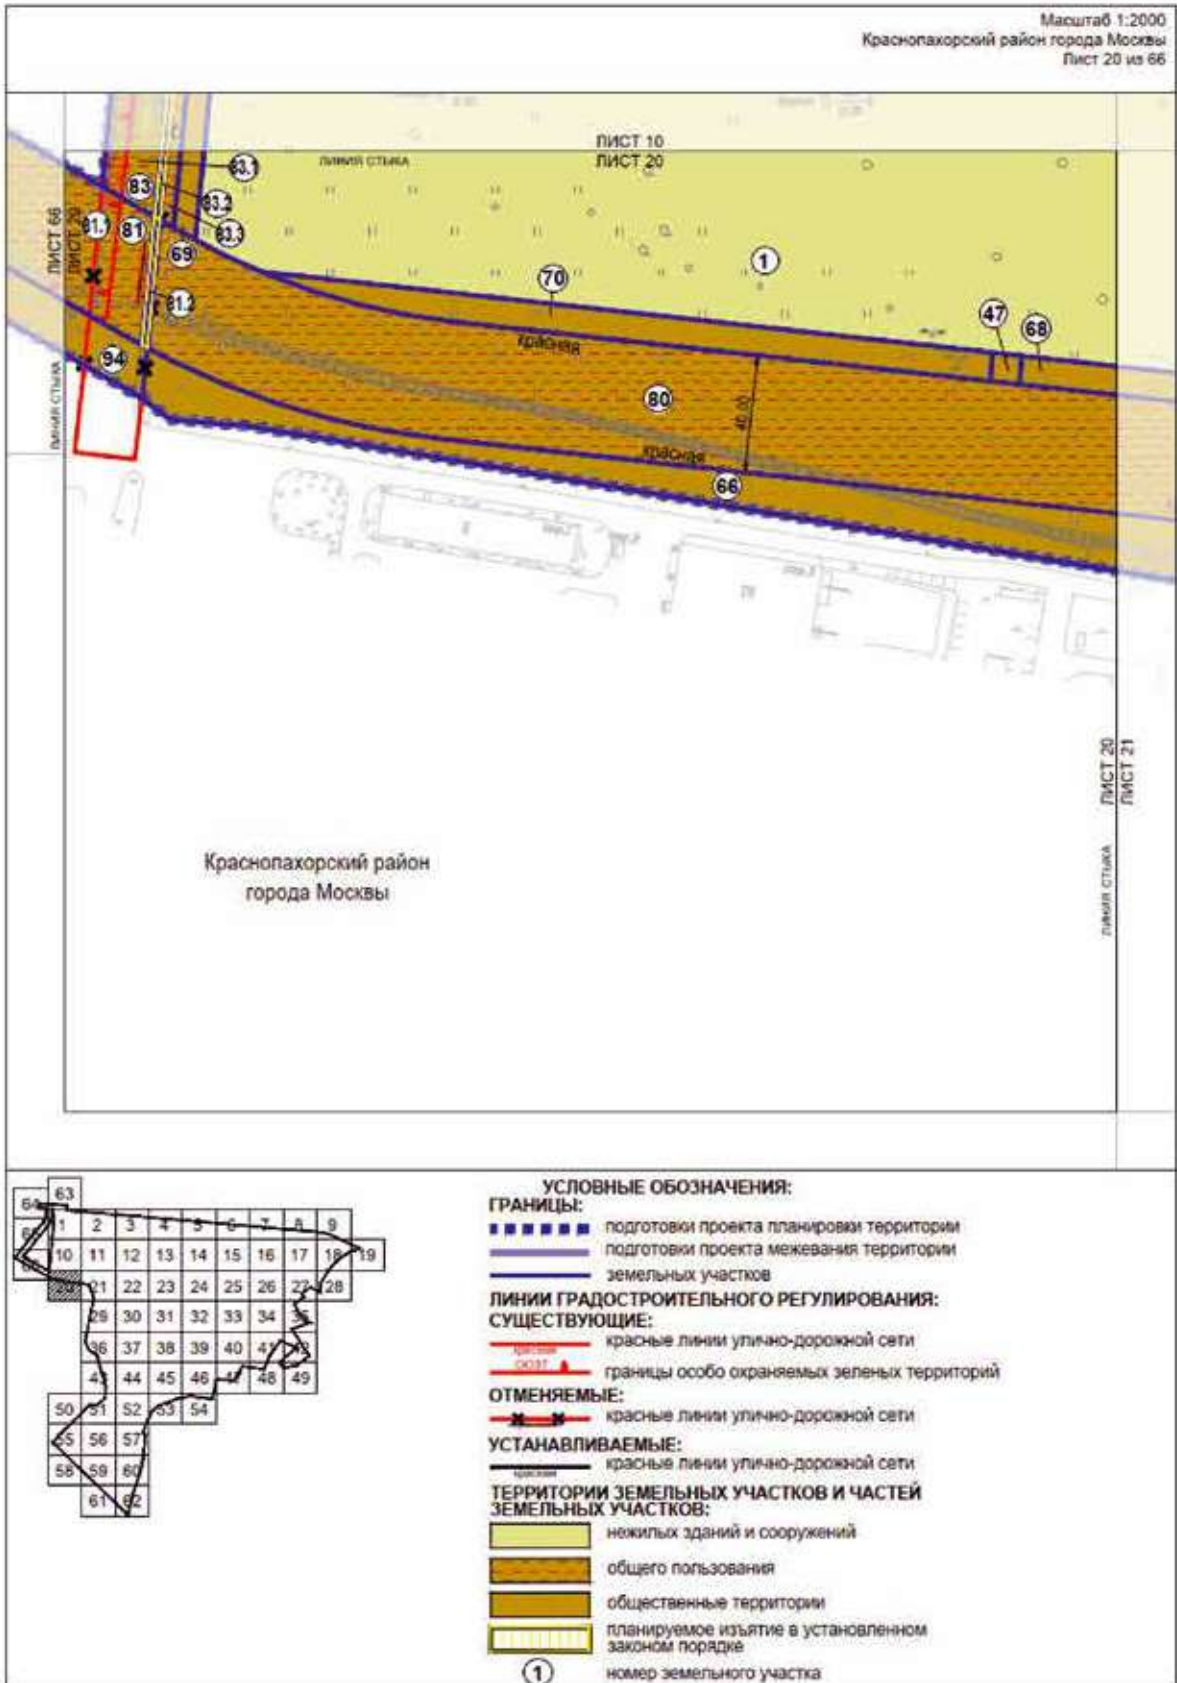 Масштаб 1:2000
Краснопахорский район города Москвы
Лист 20 из 66
ЛИСТ 10
ЛИНИЯ СТЫКА
ЛИСТ 20
83.1
83
83.2
83.3
ЛИСТ 66
ЛИСТ 20
81.1
81
69
81.2
1
70
47
68
красная
94
80
40.00
красная
66
ЛИНИЯ СТЫКА
ЛИСТ 20
ЛИСТ 21
ЛИНИЯ СТЫКА
Краснопахорский район
города Москвы
64 63
1 2 3 4 5 6 7 8 9
10 11 12 13 14 15 16 17 18 19
20 21 22 23 24 25 26 27 28
29 30 31 32 33 34
36 37 38 39 40 41
43 44 45 46 47 48 49
50 51 52 53 54
55 56 57
58 59 60
61 62
УСЛОВНЫЕ ОБОЗНАЧЕНИЯ:
ГРАНИЦЫ:
подготовки проекта планировки территории
подготовки проекта межевания территории
земельных участков
ЛИНИИ ГРАДОСТРОИТЕЛЬНОГО РЕГУЛИРОВАНИЯ:
СУЩЕСТВУЮЩИЕ:
красная
красные линии улично-дорожной сети
ООЗТ
границы особо охраняемых зеленых территорий
ОТМЕНЯЕМЫЕ:
красные линии улично-дорожной сети
УСТАНАВЛИВАЕМЫЕ:
красная
красные линии улично-дорожной сети
ТЕРРИТОРИИ ЗЕМЕЛЬНЫХ УЧАСТКОВ И ЧАСТЕЙ
ЗЕМЕЛЬНЫХ УЧАСТКОВ:
нежилых зданий и сооружений
общего пользования
общественные территории
планируемое изъятие в установленном
законом порядке
1
номер земельного участка